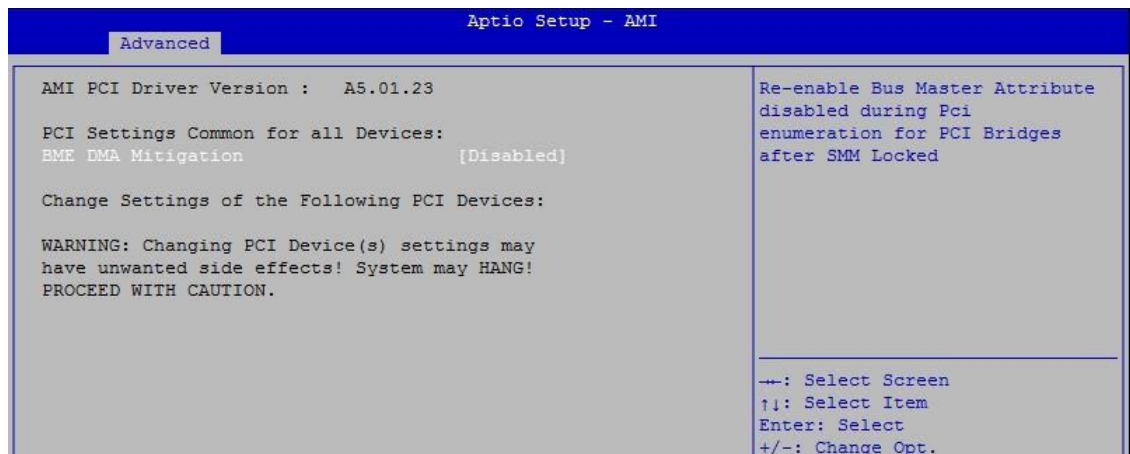 Aptio Setup - AMI
Advanced
AMI PCI Driver Version : A5.01.23
PCI Settings Common for all Devices:
BME DMA Mitigation [Disabled]
Change Settings of the Following PCI Devices:
WARNING: Changing PCI Device(s) settings may
have unwanted side effects! System may HANG!
PROCEED WITH CAUTION.
Re-enable Bus Master Attribute
disabled during Pci
enumeration for PCI Bridges
after SMM Locked
→←: Select Screen
↑↓: Select Item
Enter: Select
+/-: Change Opt.